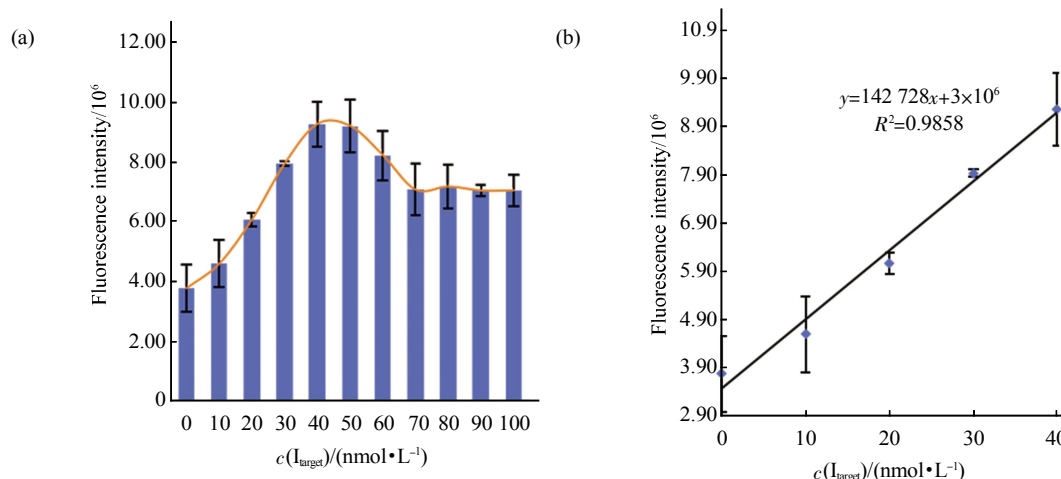 (a)
Fluorescence intensity/10⁶
12.00
10.00
8.00
6.00
4.00
2.00
0
0 10 20 30 40 50 60 70 80 90 100
c(I_target)/(nmol•L⁻¹)
(b)
Fluorescence intensity/10⁶
10.9
9.90
8.90
7.90
6.90
5.90
4.90
3.90
2.90
y=142 728x+3×10⁶
R²=0.9858
0 10 20 30 40
c(I_target)/(nmol•L⁻¹)